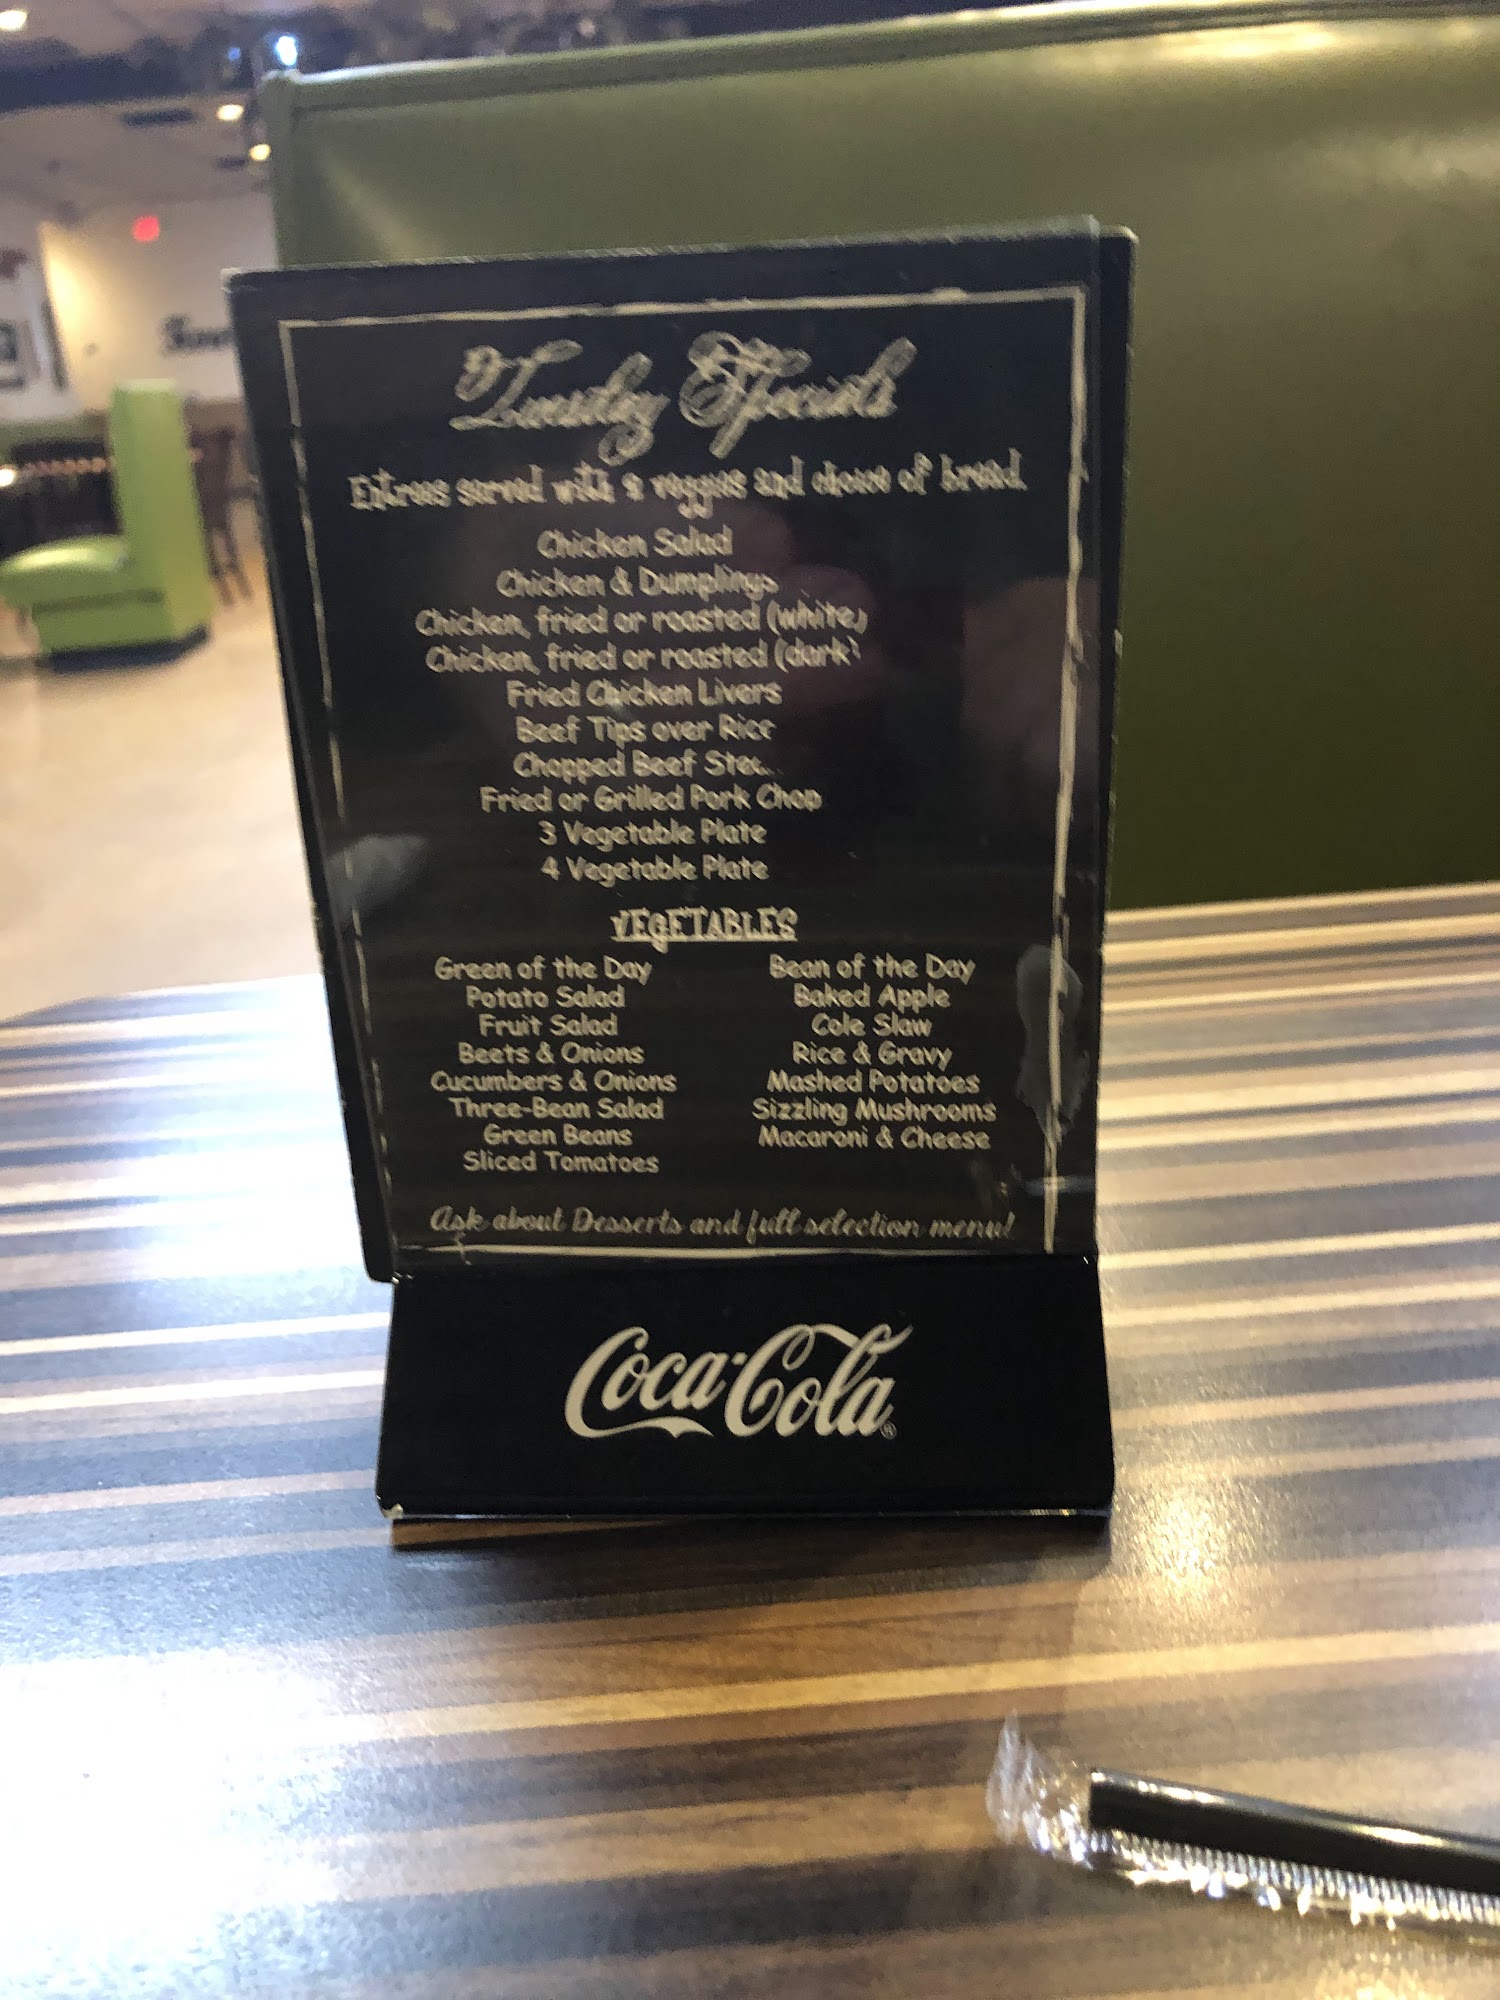 Tuesday Specials
Entrees served with 2 veggies and choice of bread.
Chicken Salad
Chicken & Dumplings
Chicken, fried or roasted (white)
Chicken, fried or roasted (dark)
Fried Chicken Livers
Beef Tips over Rice
Chopped Beef
Fried or Grilled Pork Chop
3 Vegetable Plate
4 Vegetable Plate
VEGETABLES
Green of the Day
Potato Salad
Fruit Salad
Beets & Onions
Cucumbers & Onions
Three-Bean Salad
Green Beans
Sliced Tomatoes
Bean of the Day
Baked Apple
Cole Slaw
Rice & Gravy
Mashed Potatoes
Sizzling Mushrooms
Macaroni & Cheese
Ask about Desserts and full selection menu!
Coca-Cola®